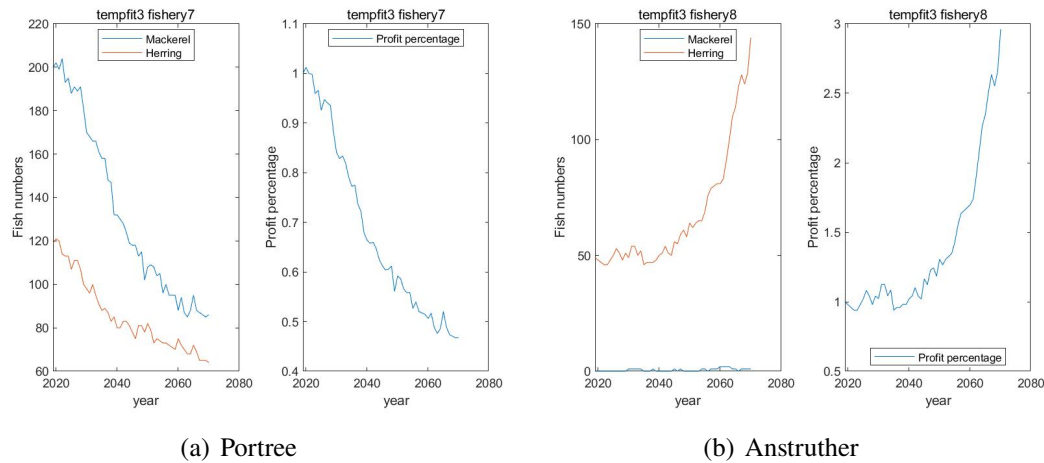 tempfit3 fishery7
Mackerel
Herring
Fish numbers
220
200
180
160
140
120
100
80
60
2020 2040 2060 2080
year
tempfit3 fishery7
Profit percentage
Profit percentage
1.1
1
0.9
0.8
0.7
0.6
0.5
0.4
2020 2040 2060 2080
year
(a) Portree
tempfit3 fishery8
Mackerel
Herring
Fish numbers
150
100
50
0
2020 2040 2060 2080
year
tempfit3 fishery8
Profit percentage
3
2.5
2
1.5
1
0.5
Profit percentage
2020 2040 2060 2080
year
(b) Anstruther